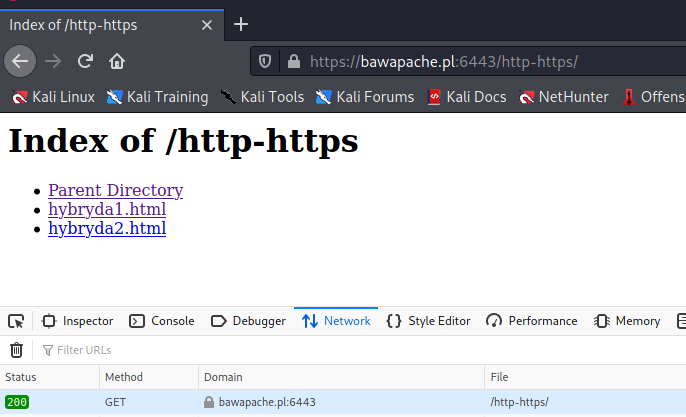 Index of /http-https
https://bawapache.pl:6443/http-https/
Kali Linux Kali Training Kali Tools Kali Forums Kali Docs NetHunter Offens
Index of /http-https
Parent Directory
hybryda1.html
hybryda2.html
Inspector Console Debugger Network Style Editor Performance Memory
Filter URLs
Status Method Domain File
200 GET bawapache.pl:6443 /http-https/